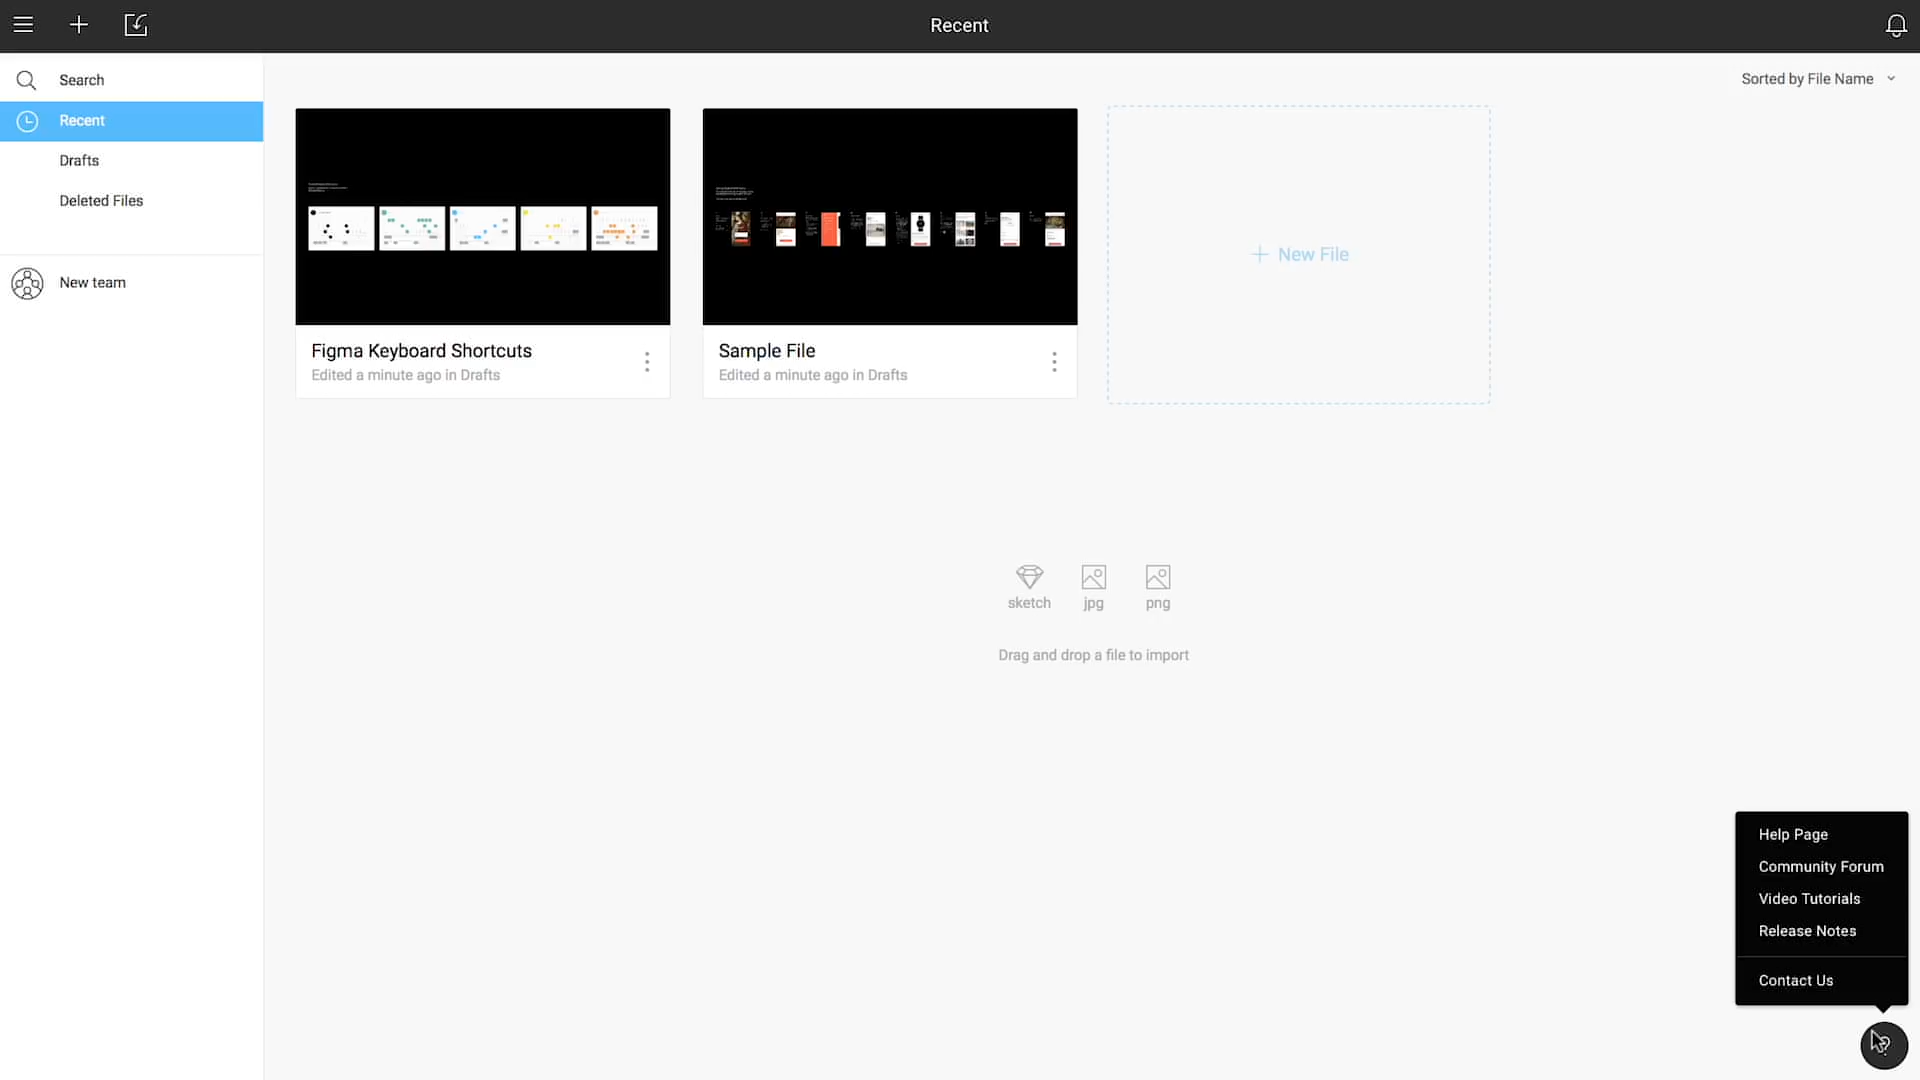 Recent
Search
Recent
Drafts
Deleted Files
New team
Sorted by File Name
Figma Keyboard Shortcuts
Edited a minute ago in Drafts
Sample File
Edited a minute ago in Drafts
New File
sketch
jpg
png
Drag and drop a file to import
Help Page
Community Forum
Video Tutorials
Release Notes
Contact Us
?